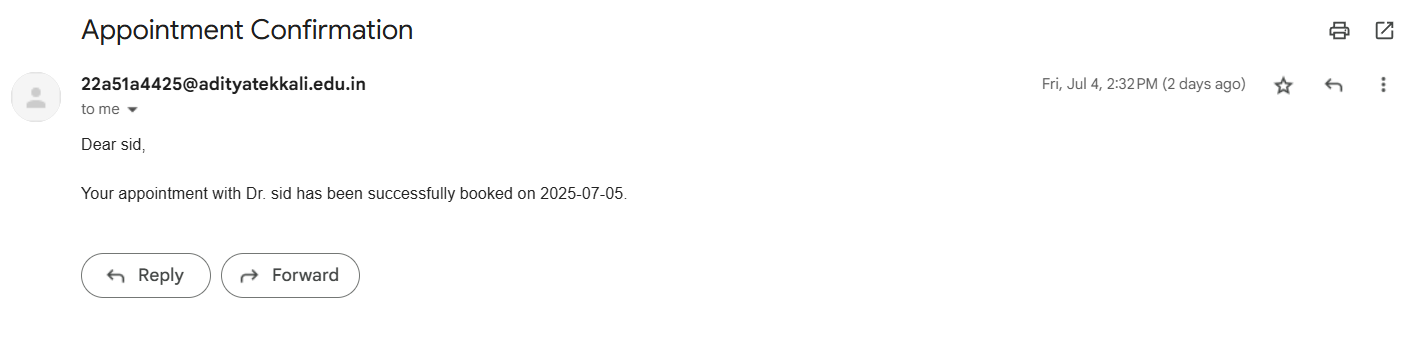 Appointment Confirmation
22a51a4425@adityatekkali.edu.in
Fri, Jul 4, 2:32 PM (2 days ago)
to me
Dear sid,
Your appointment with Dr. sid has been successfully booked on 2025-07-05.
Reply
Forward